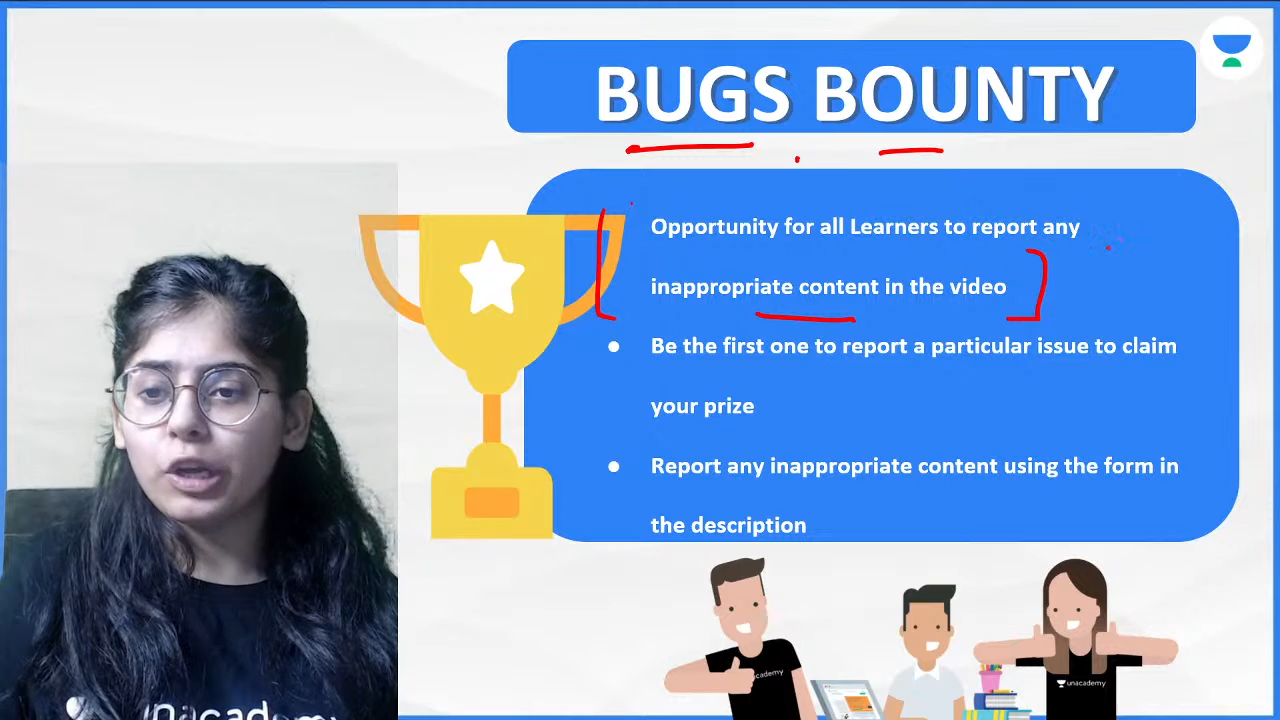 BUGS BOUNTY
Opportunity for all Learners to report any
inappropriate content in the video
● Be the first one to report a particular issue to claim
your prize
● Report any inappropriate content using the form in
the description
unacademy